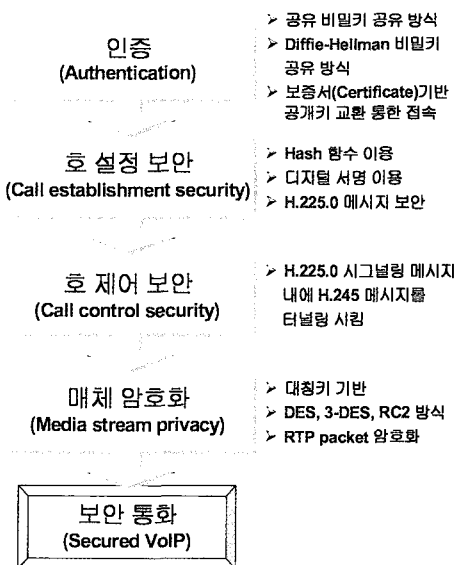 인증
(Authentication)
➢ 공유 비밀키 공유 방식
➢ Diffie-Hellman 비밀키
공유 방식
➢ 보증서(Certificate)기반
공개키 교환 통한 접속
호 설정 보안
(Call establishment security)
➢ Hash 함수 이용
➢ 디지털 서명 이용
➢ H.225.0 메시지 보안
호 제어 보안
(Call control security)
➢ H.225.0 시그널링 메시지
내에 H.245 메시지를
터널링 시킴
매체 암호화
(Media stream privacy)
➢ 대칭키 기반
➢ DES, 3-DES, RC2 방식
➢ RTP packet 암호화
보안 통화
(Secured VoIP)